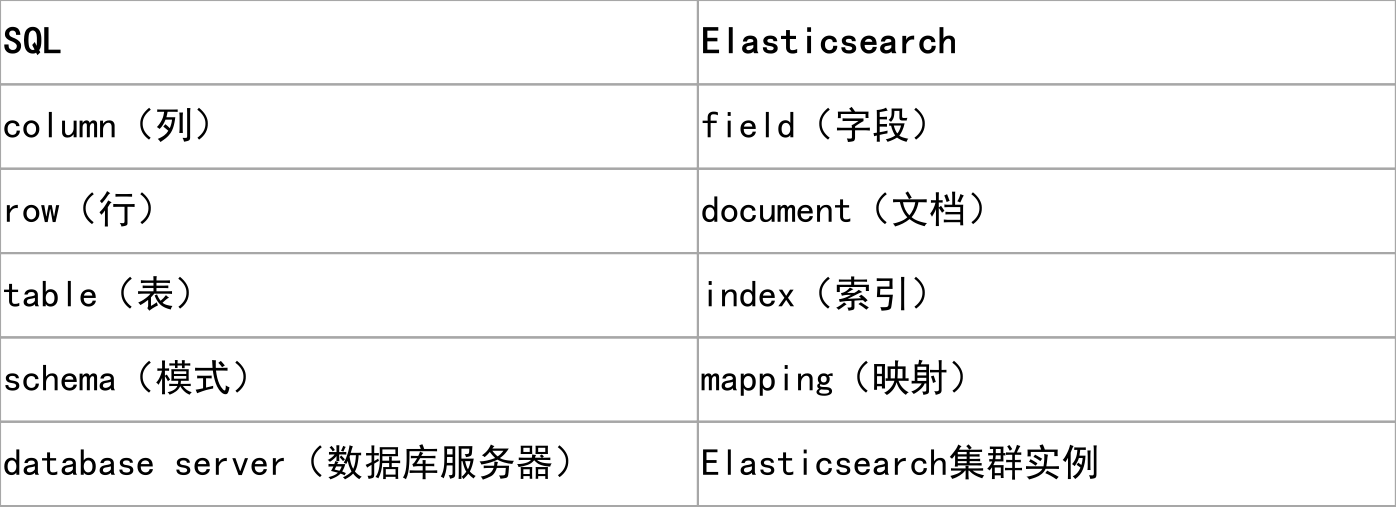 SQL
Elasticsearch
column（列）
field（字段）
row（行）
document（文档）
table（表）
index（索引）
schema（模式）
mapping（映射）
database server（数据库服务器）
Elasticsearch集群实例